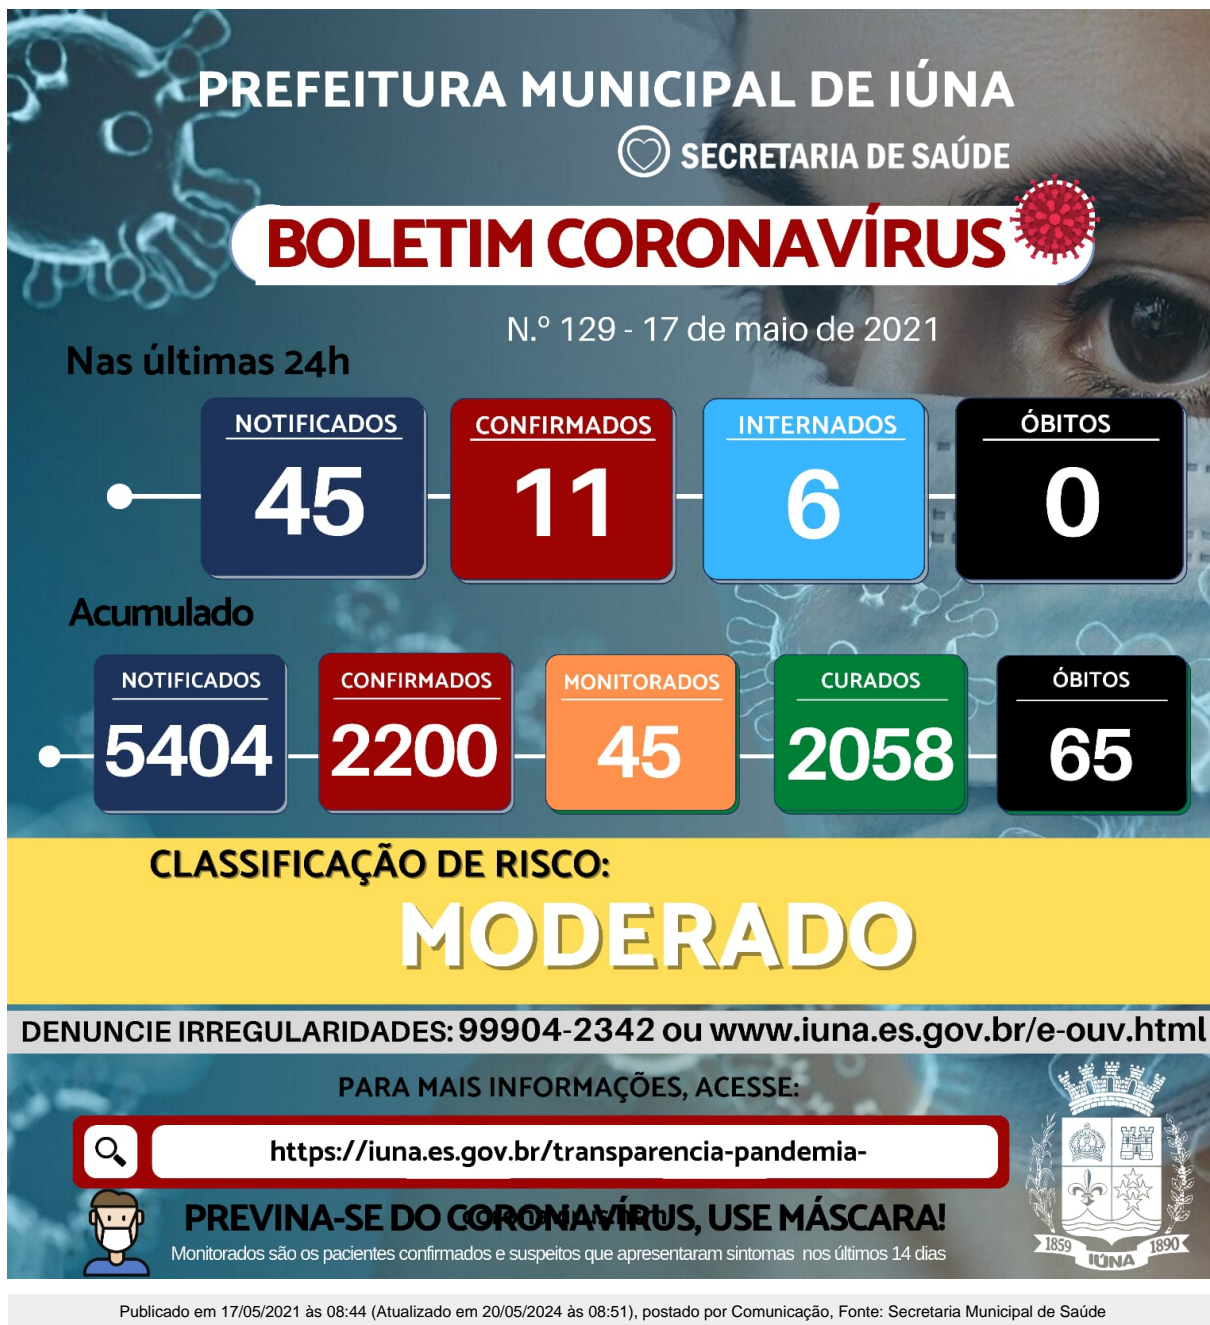 PREFEITURA MUNICIPAL DE IÚNA
SECRETARIA DE SAÚDE
BOLETIM CORONAVÍRUS
N.º 129 - 17 de maio de 2021
Nas últimas 24h
NOTIFICADOS
45
CONFIRMADOS
11
INTERNADOS
6
ÓBITOS
0
Acumulado
NOTIFICADOS
5404
CONFIRMADOS
2200
MONITORADOS
45
CURADOS
2058
ÓBITOS
65
CLASSIFICAÇÃO DE RISCO:
MODERADO
DENUNCIE IRREGULARIDADES: 99904-2342 ou www.iuna.es.gov.br/e-ouv.html
PARA MAIS INFORMAÇÕES, ACESSE:
https://iuna.es.gov.br/transparencia-pandemia-
PREVINA-SE DO CORONAVÍRUS, USE MÁSCARA!
Monitorados são os pacientes confirmados e suspeitos que apresentaram sintomas nos últimos 14 dias
1859 IÚNA 1890
Publicado em 17/05/2021 às 08:44 (Atualizado em 20/05/2024 às 08:51), postado por Comunicação, Fonte: Secretaria Municipal de Saúde